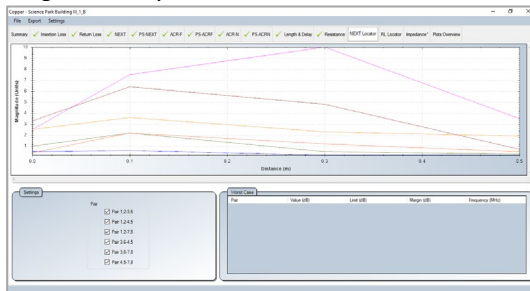 Copper - Science Park Building III_1_B
File Export Settings
Summary Insertion Loss Return Loss NEXT PS-NEXT ACR-F PS-ACRF ACR-N PS-ACRN Length & Delay Resistance NEXT Locator RL Locator Impedance* Plots Overview
10
9
8
7
6
5
4
3
2
1
Magnitude (Units)
0.0 0.1 0.2 0.3 0.4 0.5
Distance (m)
Settings
Pair
Pair 1,2-3,6
Pair 1,2-4,5
Pair 1,2-7,8
Pair 3,6-4,5
Pair 3,6-7,8
Pair 4,5-7,8
Worst Case
Pair Value (dB) Limit (dB) Margin (dB) Frequency (MHz)